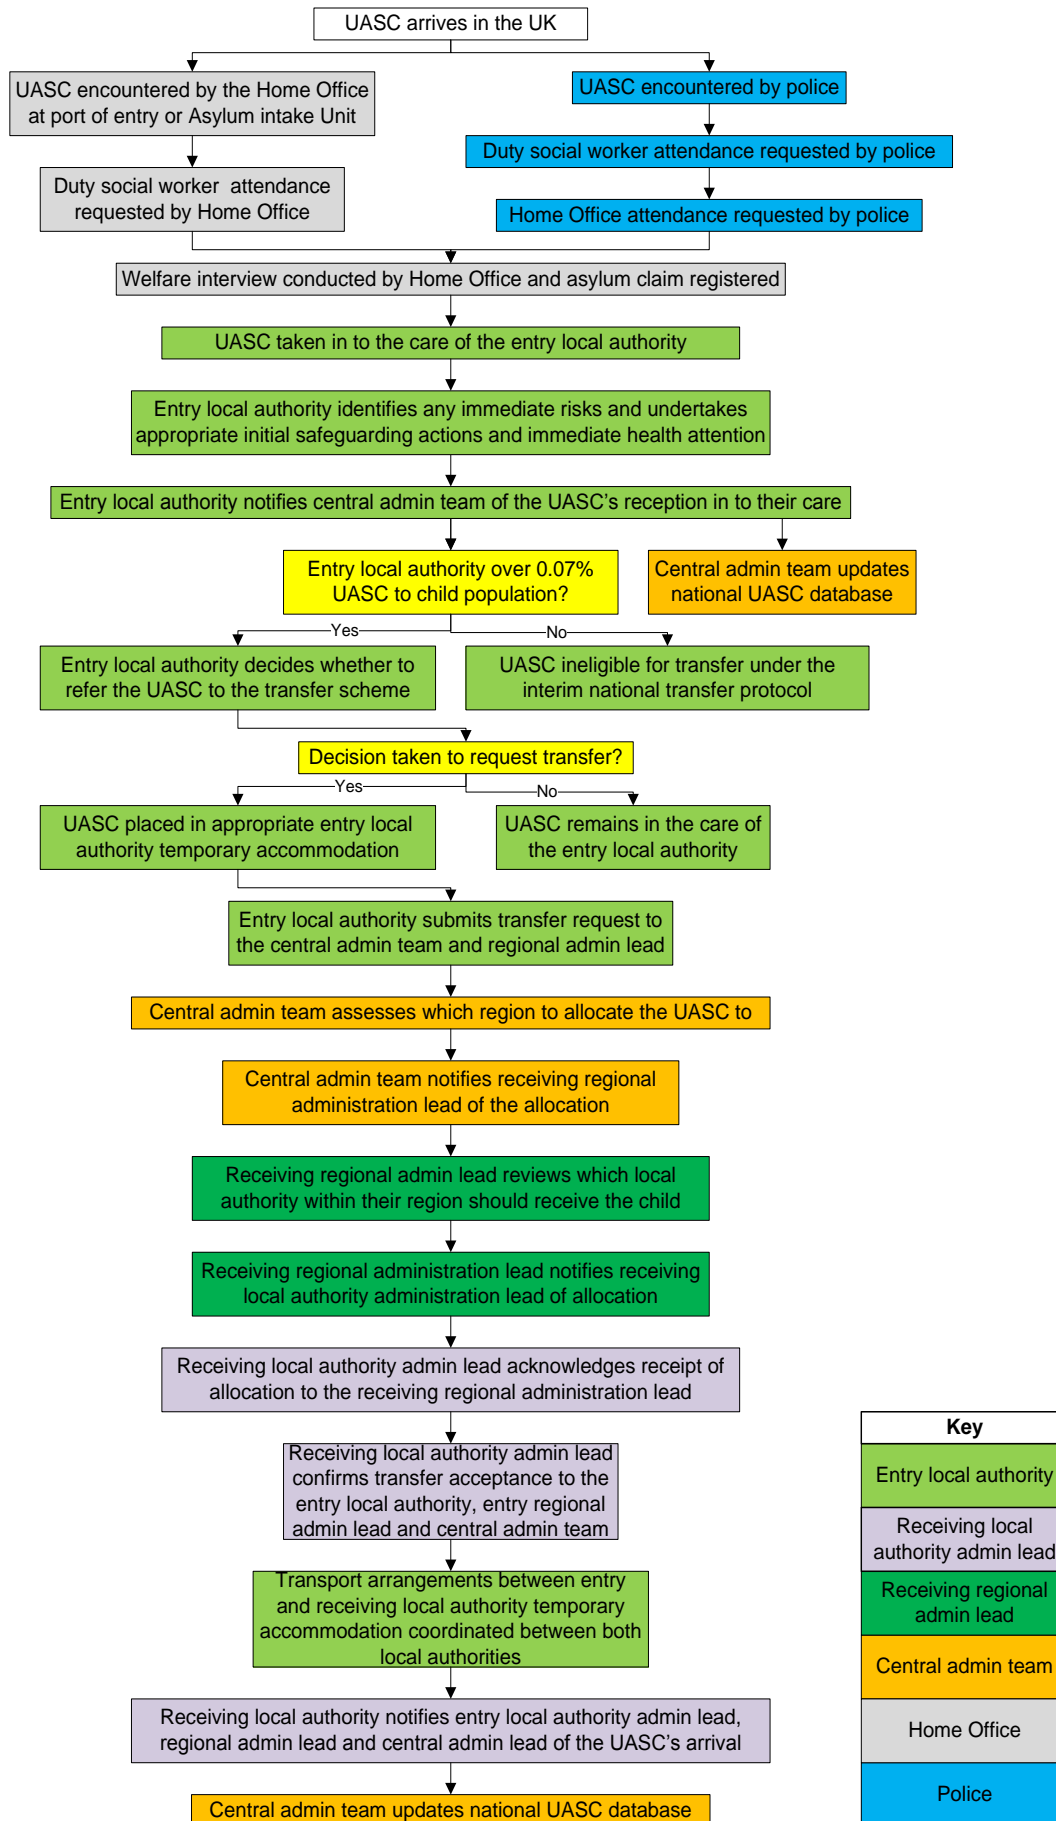 UASC arrives in the UK
UASC encountered by the Home Office
at port of entry or Asylum intake Unit
UASC encountered by police
Duty social worker attendance requested by police
Duty social worker  attendance
requested by Home Office
Home Office attendance requested by police
Welfare interview conducted by Home Office and asylum claim registered
UASC taken in to the care of the entry local authority
Entry local authority identifies any immediate risks and undertakes
appropriate initial safeguarding actions and immediate health attention
Entry local authority notifies central admin team of the UASC’s reception in to their care
Entry local authority over 0.07%
UASC to child population?
Central admin team updates
national UASC database
Yes
No
Entry local authority decides whether to
refer the UASC to the transfer scheme
UASC ineligible for transfer under the
interim national transfer protocol
Decision taken to request transfer?
Yes
No
UASC placed in appropriate entry local
authority temporary accommodation
UASC remains in the care of
the entry local authority
Entry local authority submits transfer request to
the central admin team and regional admin lead
Central admin team assesses which region to allocate the UASC to
Central admin team notifies receiving regional
administration lead of the allocation
Receiving regional admin lead reviews which local
authority within their region should receive the child
Receiving regional administration lead notifies receiving
local authority administration lead of allocation
Receiving local authority admin lead acknowledges receipt of
allocation to the receiving regional administration lead
Receiving local authority admin lead
confirms transfer acceptance to the
entry local authority, entry regional
admin lead and central admin team
Transport arrangements between entry
and receiving local authority temporary
accommodation coordinated between both
local authorities
Receiving local authority notifies entry local authority admin lead,
regional admin lead and central admin lead of the UASC’s arrival
Central admin team updates national UASC database
Key
Entry local authority
Receiving local
authority admin lead
Receiving regional
admin lead
Central admin team
Home Office
Police